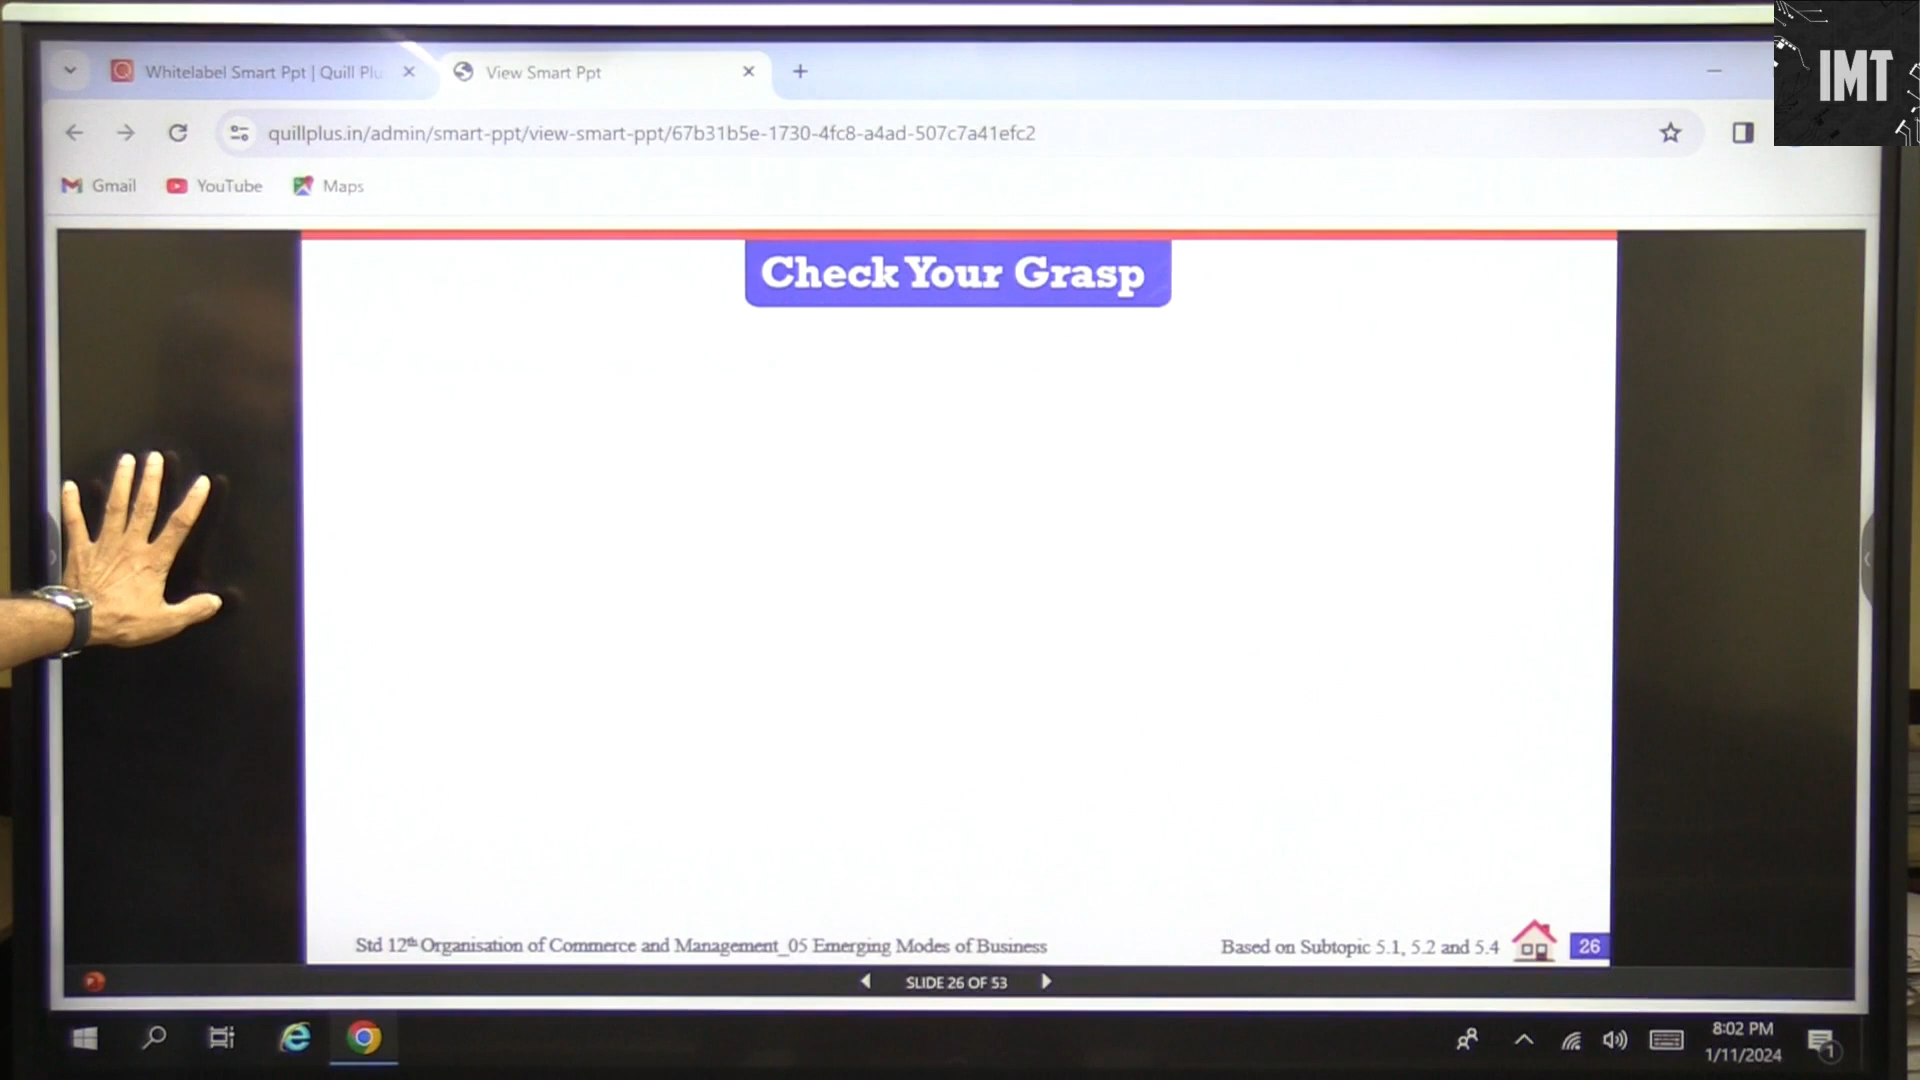 IMT
Whitelabel Smart Ppt | Quill Plu
View Smart Ppt
quillplus.in/admin/smart-ppt/view-smart-ppt/67b31b5e-1730-4fc8-a4ad-507c7a41efc2
Gmail YouTube Maps
Check Your Grasp
Std 12th Organisation of Commerce and Management_05 Emerging Modes of Business
Based on Subtopic 5.1, 5.2 and 5.4
26
SLIDE 26 OF 53
8:02 PM
1/11/2024
1